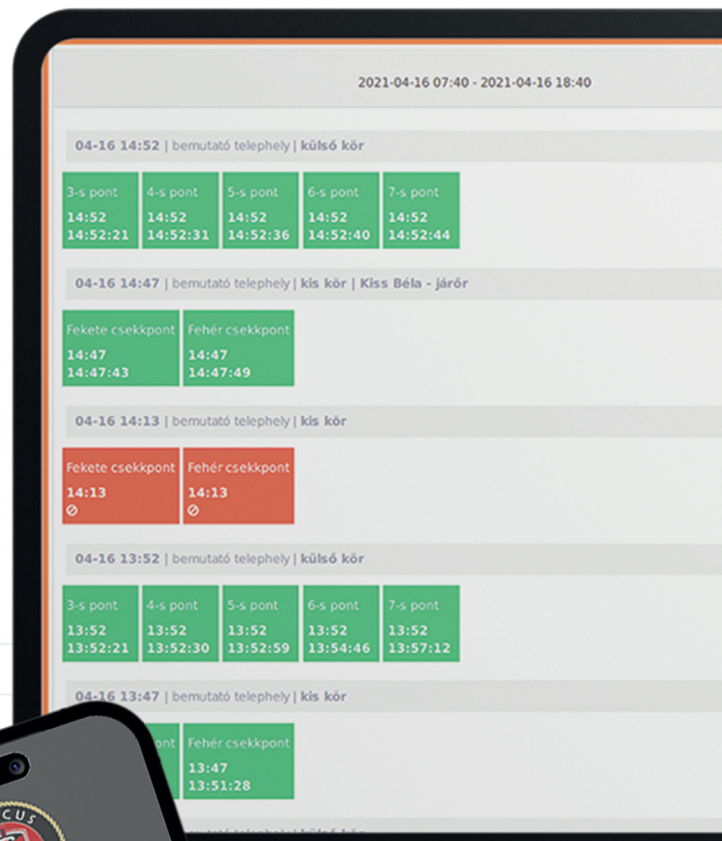 2021-04-16 07:40 - 2021-04-16 18:40
04-16 14:52 | bemutató telephely | külső kör
3-s pont 4-s pont 5-s pont 6-s pont 7-s pont
14:52 14:52 14:52 14:52 14:52
14:52:21 14:52:31 14:52:36 14:52:40 14:52:44
04-16 14:47 | bemutató telephely | kis kör | Kiss Béla - járőr
Fekete csekkpont Fehér csekkpont
14:47 14:47
14:47:43 14:47:49
04-16 14:13 | bemutató telephely | kis kör
Fekete csekkpont Fehér csekkpont
14:13 14:13
04-16 13:52 | bemutató telephely | külső kör
3-s pont 4-s pont 5-s pont 6-s pont 7-s pont
13:52 13:52 13:52 13:52 13:52
13:52:21 13:52:30 13:52:59 13:54:46 13:57:12
04-16 13:47 | bemutató telephely | kis kör
Fehér csekkpont
13:47
13:51:28